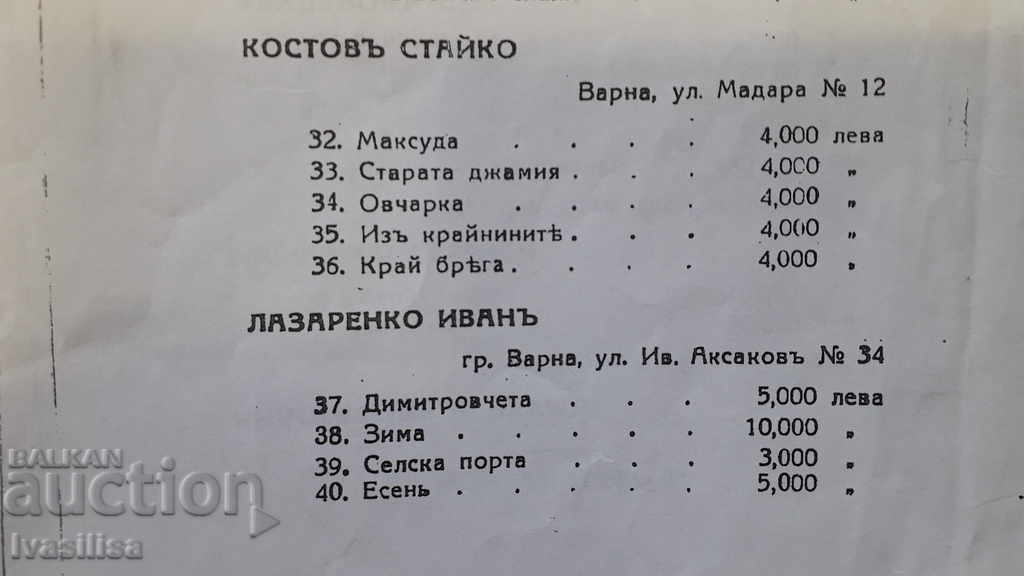 КОСТОВЪ СТАЙКО
Варна, ул. Мадара № 12
32. Максуда . . . . 4,000 лева
33. Старата джамия . . . 4,000 „
34. Овчарка . . . . 4,000 „
35. Изъ крайнинитѣ . . . 4,000 „
36. Край брѣга . . . . 4,000 „
ЛАЗАРЕНКО ИВАНЪ
гр. Варна, ул. Ив. Аксаковъ № 34
37. Димитровчета . . . 5,000 лева
38. Зима . . . . . 10,000 „
39. Селска порта . . . 3,000 „
40. Есень . . . . . 5,000 „
BALKAN
auction
Ivasilisa